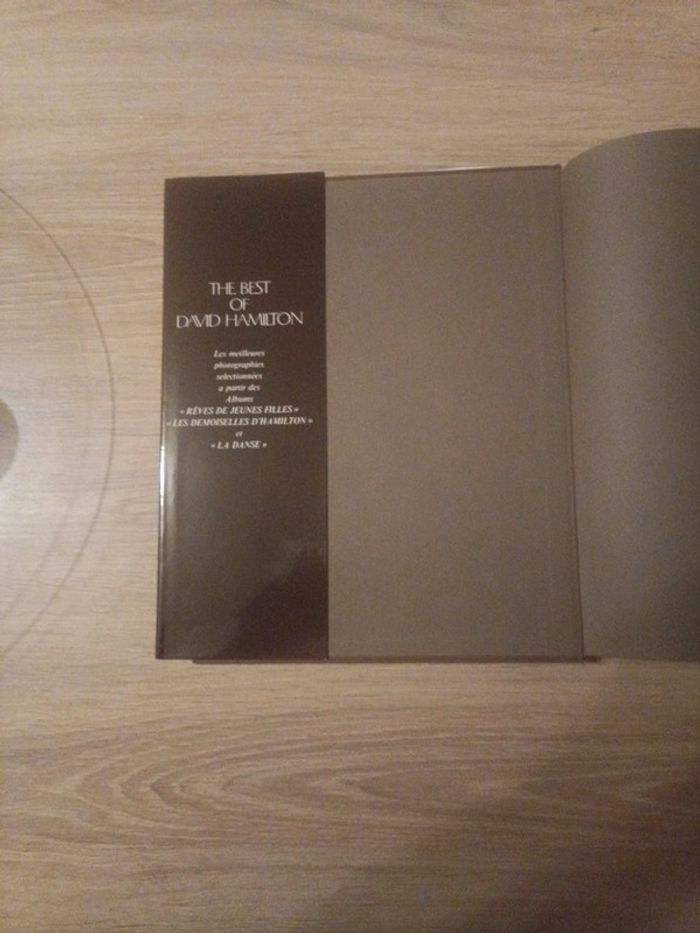 THE BEST
OF
DAVID HAMILTON
Les meilleures
photographies
selectionnées
a partir des
Albums
« RÊVES DE JEUNES FILLES »
« LES DEMOISELLES D'HAMILTON »
et
« LA DANSE »